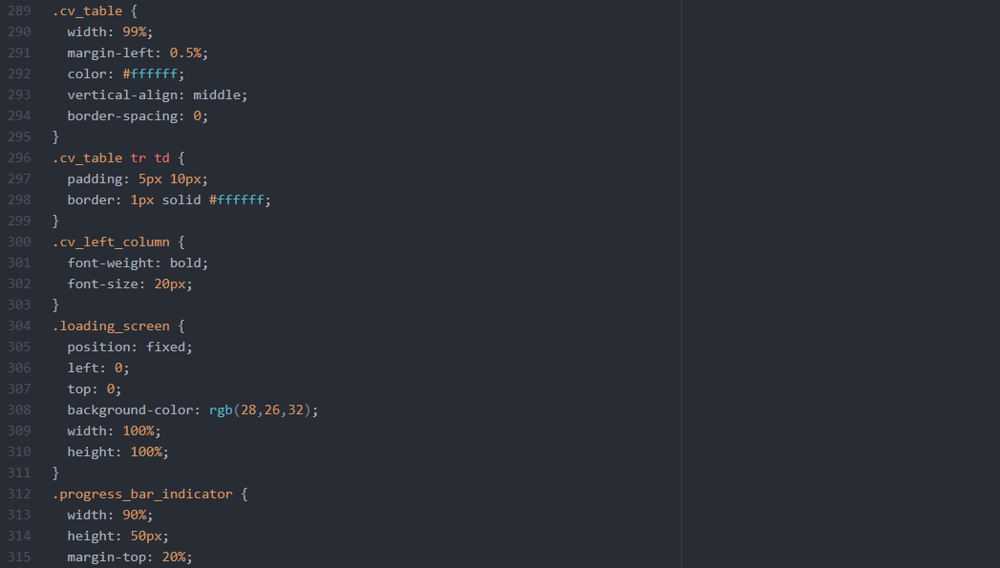 289 .cv_table {
290   width: 99%;
291   margin-left: 0.5%;
292   color: #ffffff;
293   vertical-align: middle;
294   border-spacing: 0;
295 }
296 .cv_table tr td {
297   padding: 5px 10px;
298   border: 1px solid #ffffff;
299 }
300 .cv_left_column {
301   font-weight: bold;
302   font-size: 20px;
303 }
304 .loading_screen {
305   position: fixed;
306   left: 0;
307   top: 0;
308   background-color: rgb(28,26,32);
309   width: 100%;
310   height: 100%;
311 }
312 .progress_bar_indicator {
313   width: 90%;
314   height: 50px;
315   margin-top: 20%;